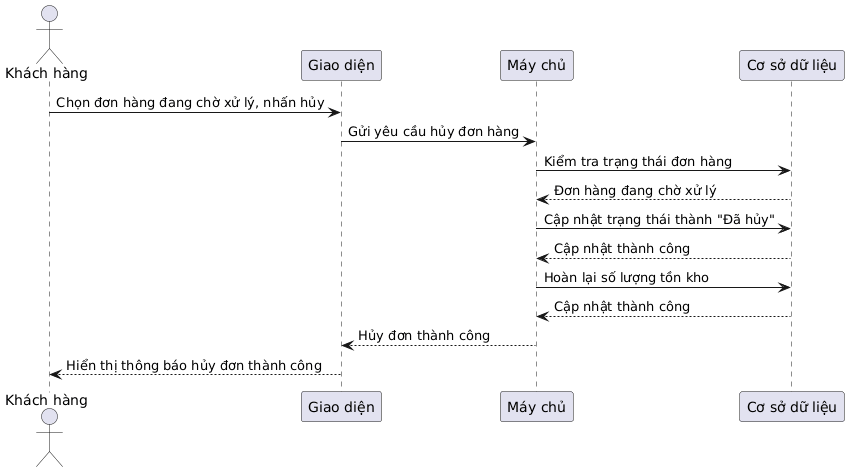 Khách hàng
Giao diện
Máy chủ
Cơ sở dữ liệu
Chọn đơn hàng đang chờ xử lý, nhấn hủy
Gửi yêu cầu hủy đơn hàng
Kiểm tra trạng thái đơn hàng
Đơn hàng đang chờ xử lý
Cập nhật trạng thái thành "Đã hủy"
Cập nhật thành công
Hoàn lại số lượng tồn kho
Cập nhật thành công
Hủy đơn thành công
Hiển thị thông báo hủy đơn thành công
Khách hàng
Giao diện
Máy chủ
Cơ sở dữ liệu